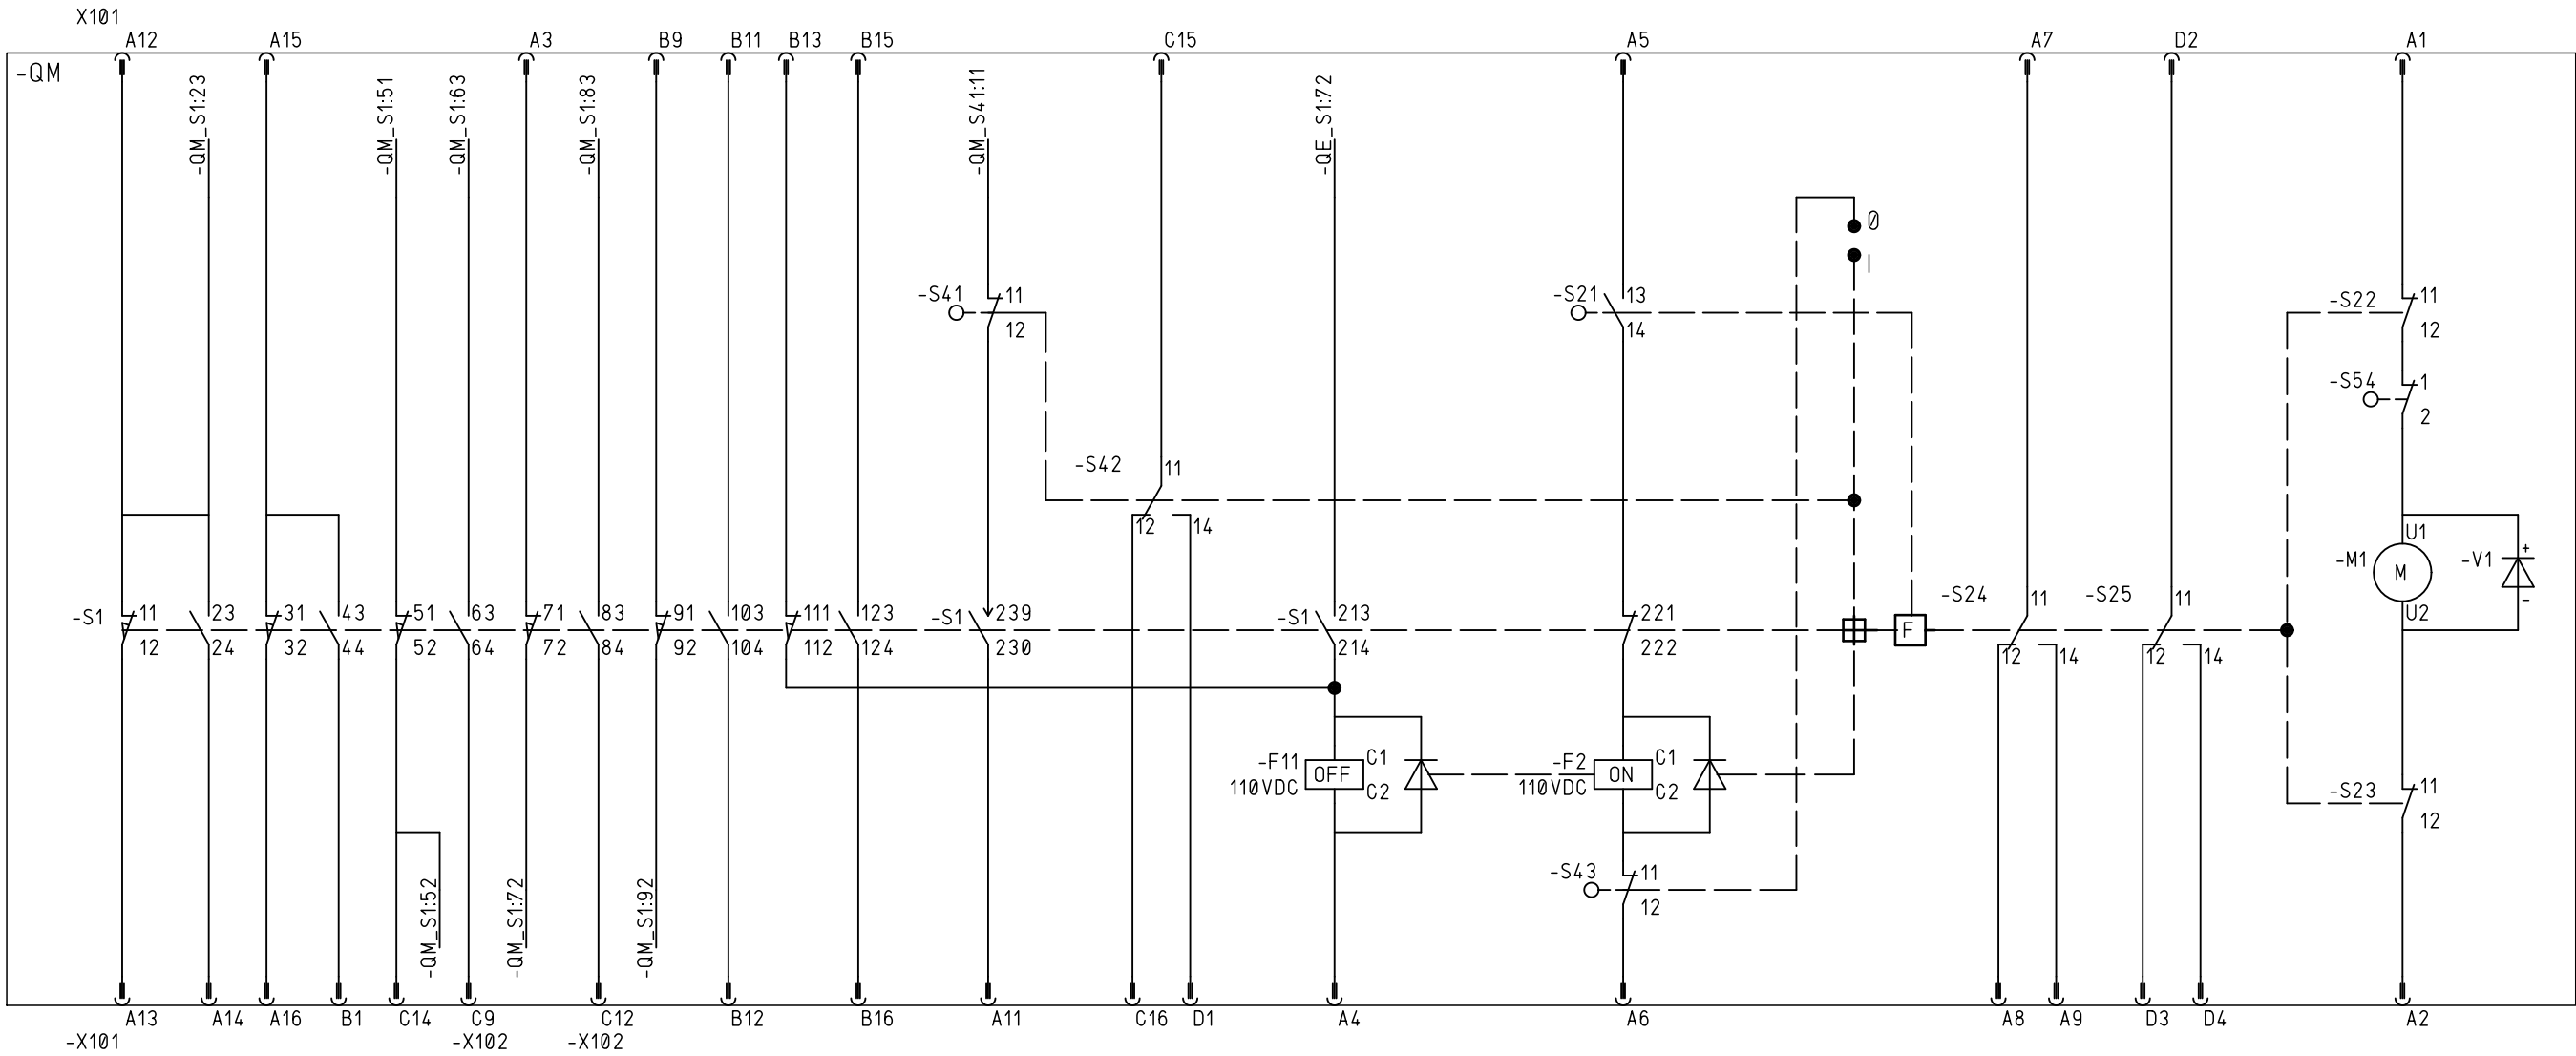 X101
A12 A15 A3 B9 B11 B13 B15 C15 A5 A7 D2 A1
-QM
-QM_S1:23
-QM_S1:51
-QM_S1:63
-QM_S1:83
-QM_S41:11
-QE_S1:72
0
I
-S41 11
12
-S21 13
14
-S22 11
12
-S54 1
2
-S42 11
12 14
U1
-M1 M -V1 +
-
U2
-S24 11
12 14
-S25 11
12 14
-S1 11 23 31 43 51 63 71 83 91 103 111 123 -S1 239 -S1 213 221
12 24 32 44 52 64 72 84 92 104 112 124 230 214 222
F
-F11 OFF C1
110VDC C2
-F2 ON C1
110VDC C2
-S23 11
12
-S43 11
12
-QM_S1:52
-QM_S1:72
-QM_S1:92
A13 A14 A16 B1 C14 C9 C12 B12 B16 A11 C16 D1 A4 A6 A8 A9 D3 D4 A2
-X101 -X102 -X102